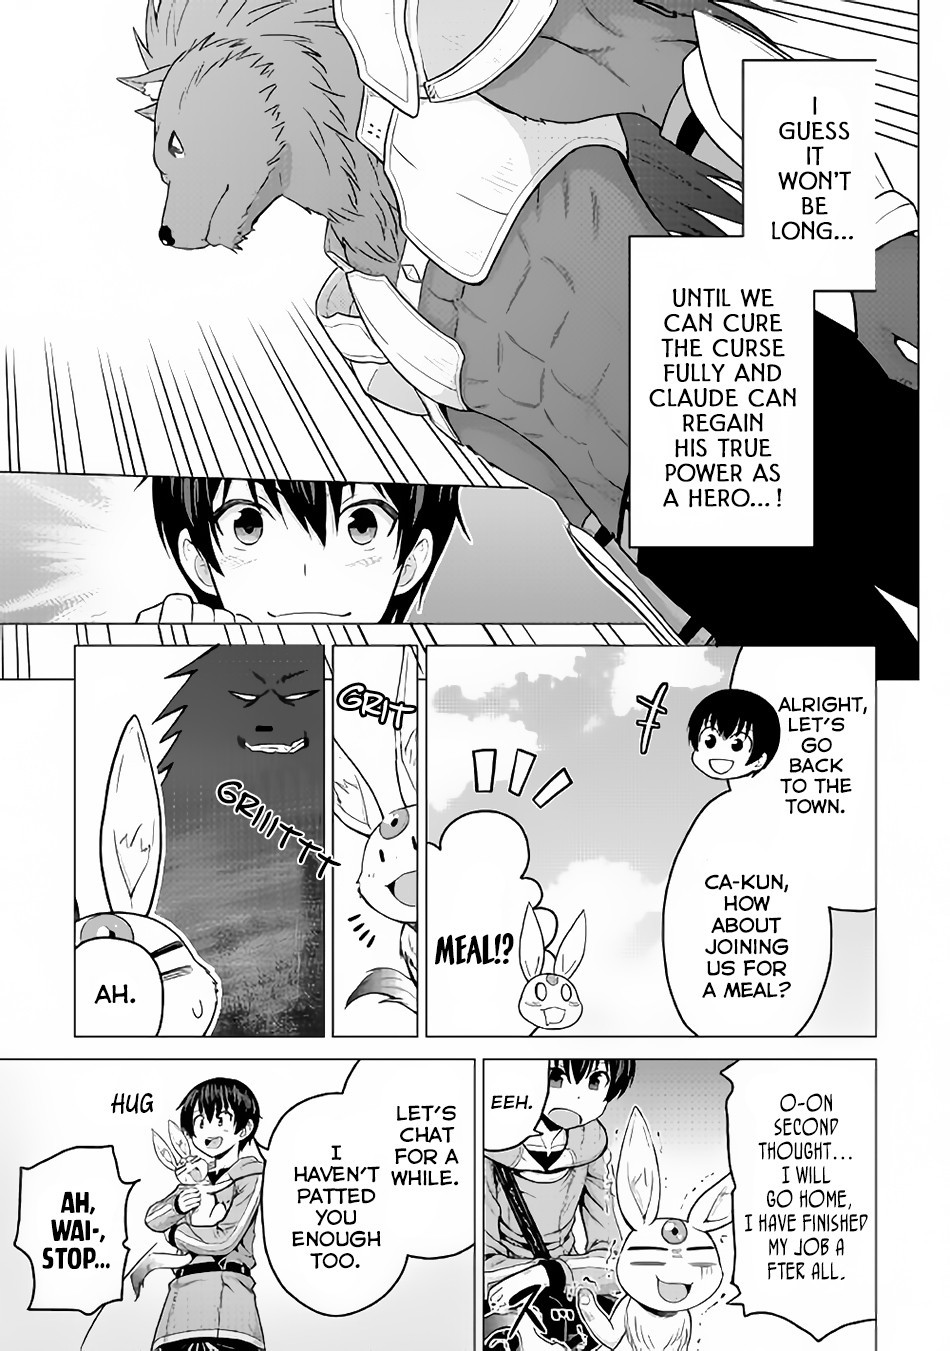 I
GUESS
IT
WON'T
BE
LONG...
UNTIL WE
CAN CURE
THE CURSE
FULLY AND
CLAUDE CAN
REGAIN
HIS TRUE
POWER AS
A HERO...!
ALRIGHT,
LET'S
GO
BACK
TO THE
TOWN.
CA-KUN,
HOW
ABOUT
JOINING
US FOR
A MEAL?
MEAL!?
GRIT
GRIIITTT
AH.
O-ON
SECOND
THOUGHT...
I WILL
GO HOME,
I HAVE FINISHED
MY JOB A
FTER ALL.
EEH.
LET'S
CHAT
FOR A
WHILE.
I
HAVEN'T
PATTED
YOU
ENOUGH
TOO.
HUG
AH,
WAI-,
STOP...